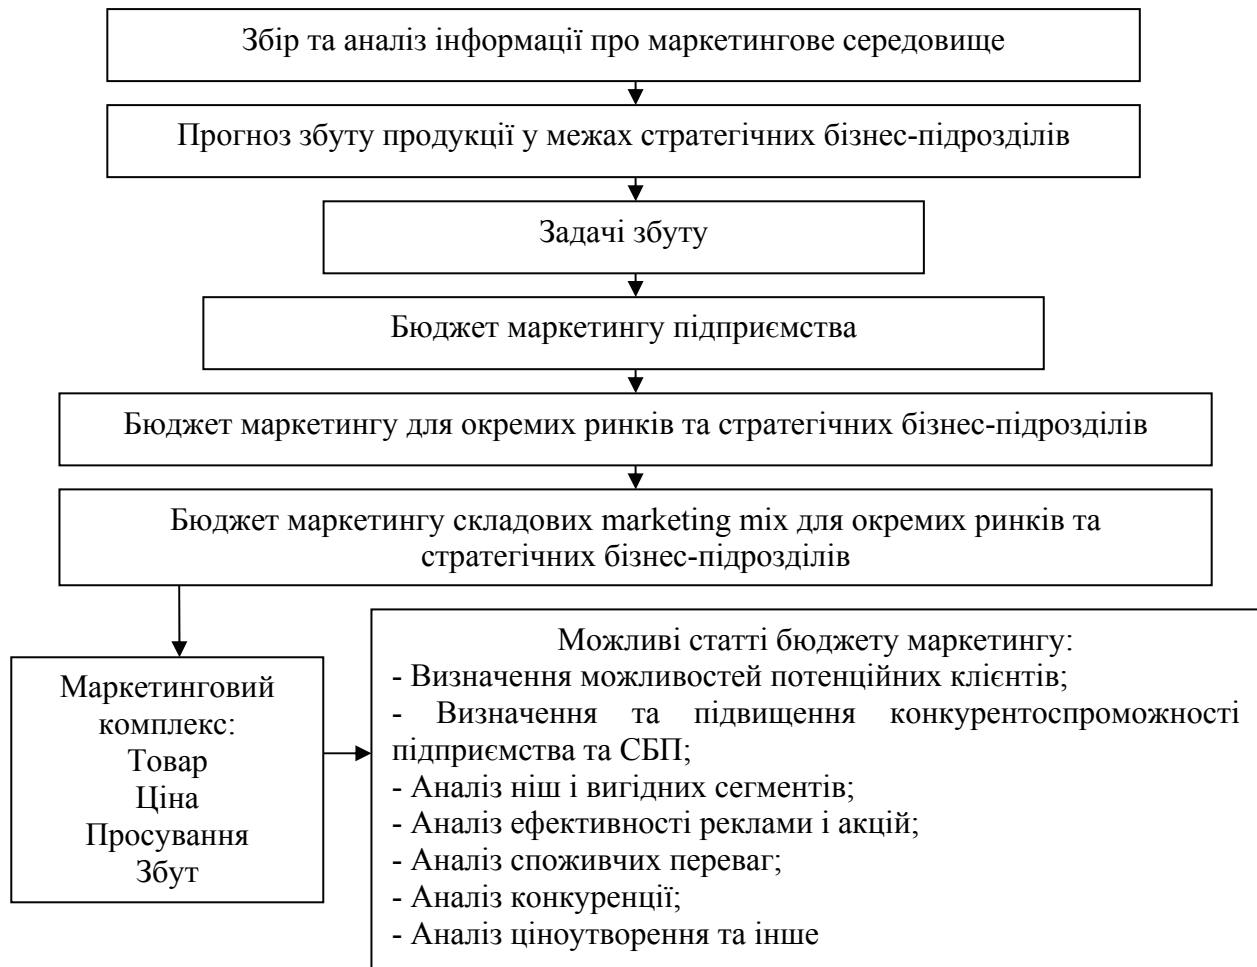 Збір та аналіз інформації про маркетингове середовище
Прогноз збуту продукції у межах стратегічних бізнес-підрозділів
Задачі збуту
Бюджет маркетингу підприємства
Бюджет маркетингу для окремих ринків та стратегічних бізнес-підрозділів
Бюджет маркетингу складових marketing mix для окремих ринків та
стратегічних бізнес-підрозділів
Маркетинговий
комплекс:
Товар
Ціна
Просування
Збут
Можливі статті бюджету маркетингу:
- Визначення можливостей потенційних клієнтів;
- Визначення та підвищення конкурентоспроможності
підприємства та СБП;
- Аналіз ніш і вигідних сегментів;
- Аналіз ефективності реклами і акцій;
- Аналіз споживчих переваг;
- Аналіз конкуренції;
- Аналіз ціноутворення та інше